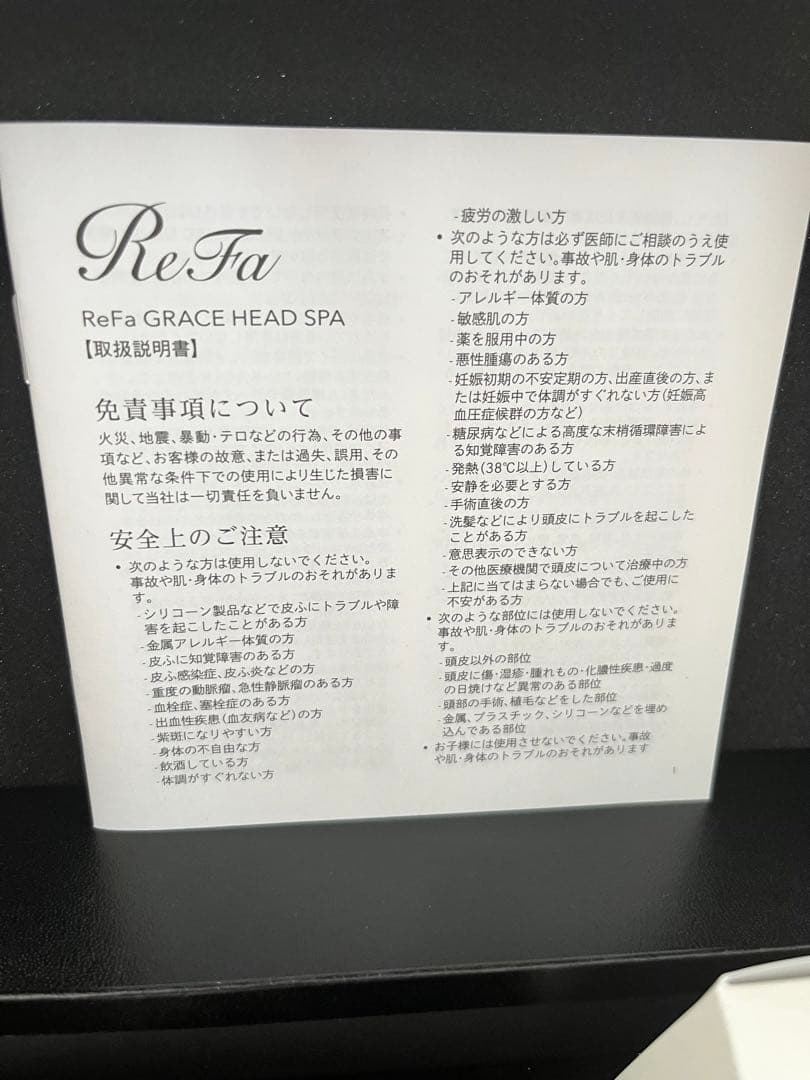 ReFa
ReFa GRACE HEAD SPA
【取扱説明書】
免責事項について
火災、地震、暴動・テロなどの行為、その他の事
項など、お客様の故意、または過失、誤用、その
他異常な条件下での使用により生じた損害に
関して当社は一切責任を負いません。
安全上のご注意
• 次のような方は使用しないでください。
事故や肌・身体のトラブルのおそれがありま
す。
- シリコーン製品などで皮ふにトラブルや障
害を起こしたことがある方
- 金属アレルギー体質の方
- 皮ふに知覚障害のある方
- 皮ふ感染症、皮ふ炎などの方
- 重度の動脈瘤、急性静脈瘤のある方
- 血栓症、塞栓症のある方
- 出血性疾患(血友病など)の方
- 紫斑になりやすい方
- 身体の不自由な方
- 飲酒している方
- 体調がすぐれない方
- 疲労の激しい方
• 次のような方は必ず医師にご相談のうえ使
用してください。事故や肌・身体のトラブル
のおそれがあります。
- アレルギー体質の方
- 敏感肌の方
- 薬を服用中の方
- 悪性腫瘍のある方
- 妊娠初期の不安定期の方、出産直後の方、ま
たは妊娠中で体調がすぐれない方(妊娠高
血圧症候群の方など)
- 糖尿病などによる高度な末梢循環障害によ
る知覚障害のある方
- 発熱(38℃以上)している方
- 安静を必要とする方
- 手術直後の方
- 洗髪などにより頭皮にトラブルを起こした
ことがある方
- 意思表示のできない方
- その他医療機関で頭皮について治療中の方
- 上記に当てはまらない場合でも、ご使用に
不安がある方
• 次のような部位には使用しないでください。
事故や肌・身体のトラブルのおそれがありま
す。
- 頭皮以外の部位
- 頭皮に傷・湿疹・腫れもの・化膿性疾患・過度
の日焼けなど異常のある部位
- 頭部の手術、植毛などをした部位
- 金属、プラスチック、シリコーンなどを埋め
込んである部位
• お子様には使用させないでください。事故
や肌・身体のトラブルのおそれがあります
1